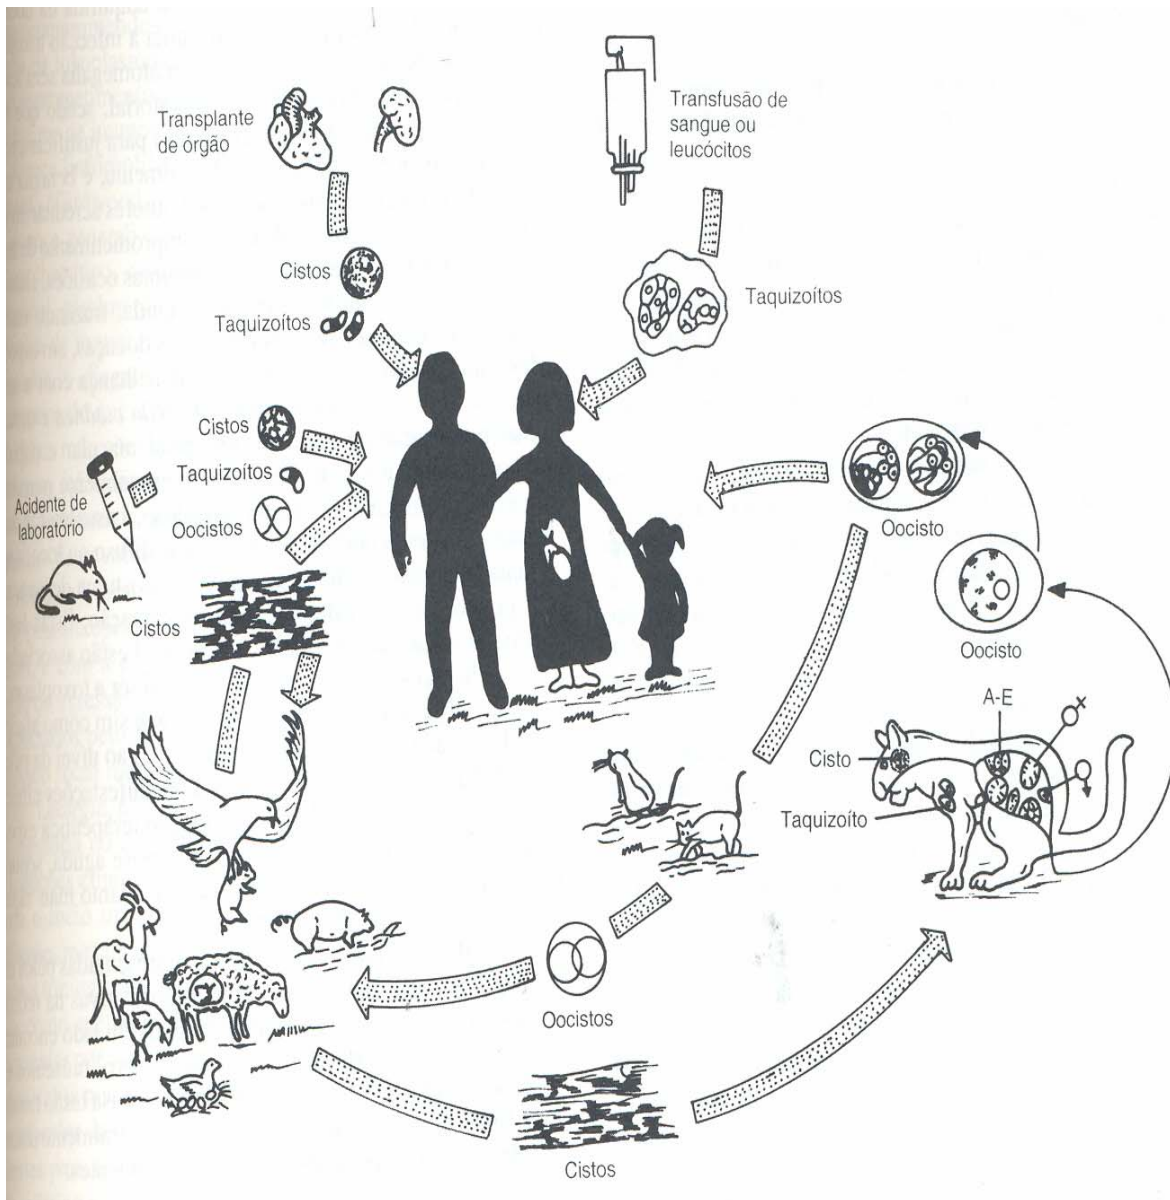 Transplante
de órgão
Transfusão de
sangue ou
leucócitos
Cistos
Taquizoítos
Taquizoítos
Cistos
Taquizoítos
Oocistos
Acidente de
laboratório
Cistos
Oocisto
Oocisto
A-E
Cisto
Taquizoíto
Oocistos
Cistos